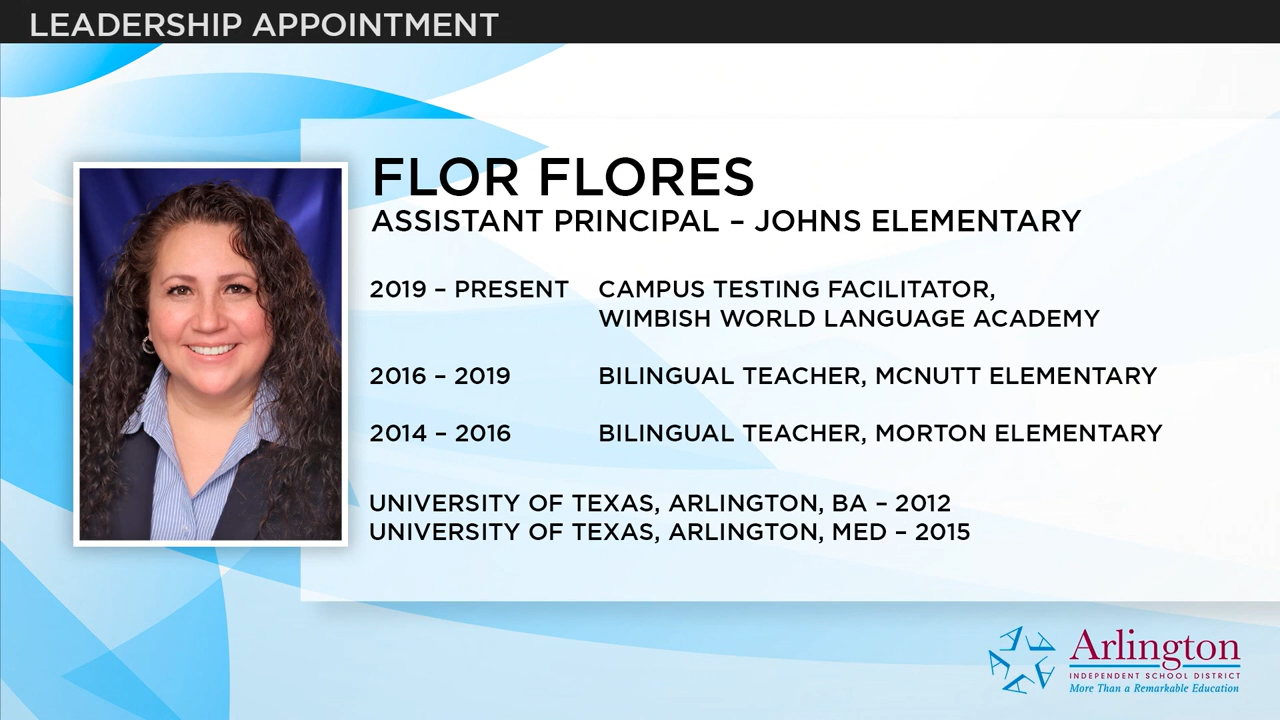 LEADERSHIP APPOINTMENT
FLOR FLORES
ASSISTANT PRINCIPAL – JOHNS ELEMENTARY
2019 – PRESENT CAMPUS TESTING FACILITATOR,
WIMBISH WORLD LANGUAGE ACADEMY
2016 – 2019 BILINGUAL TEACHER, MCNUTT ELEMENTARY
2014 – 2016 BILINGUAL TEACHER, MORTON ELEMENTARY
UNIVERSITY OF TEXAS, ARLINGTON, BA – 2012
UNIVERSITY OF TEXAS, ARLINGTON, MED – 2015
Arlington
INDEPENDENT SCHOOL DISTRICT
More Than a Remarkable Education